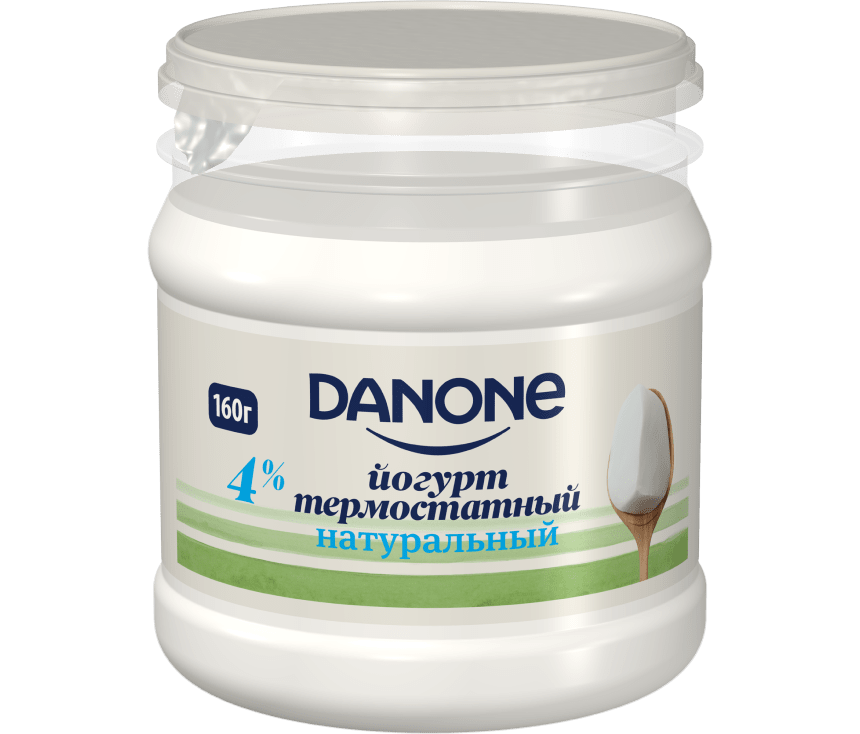 DANONE
160г
4%
йогурт
термостатный
натуральный